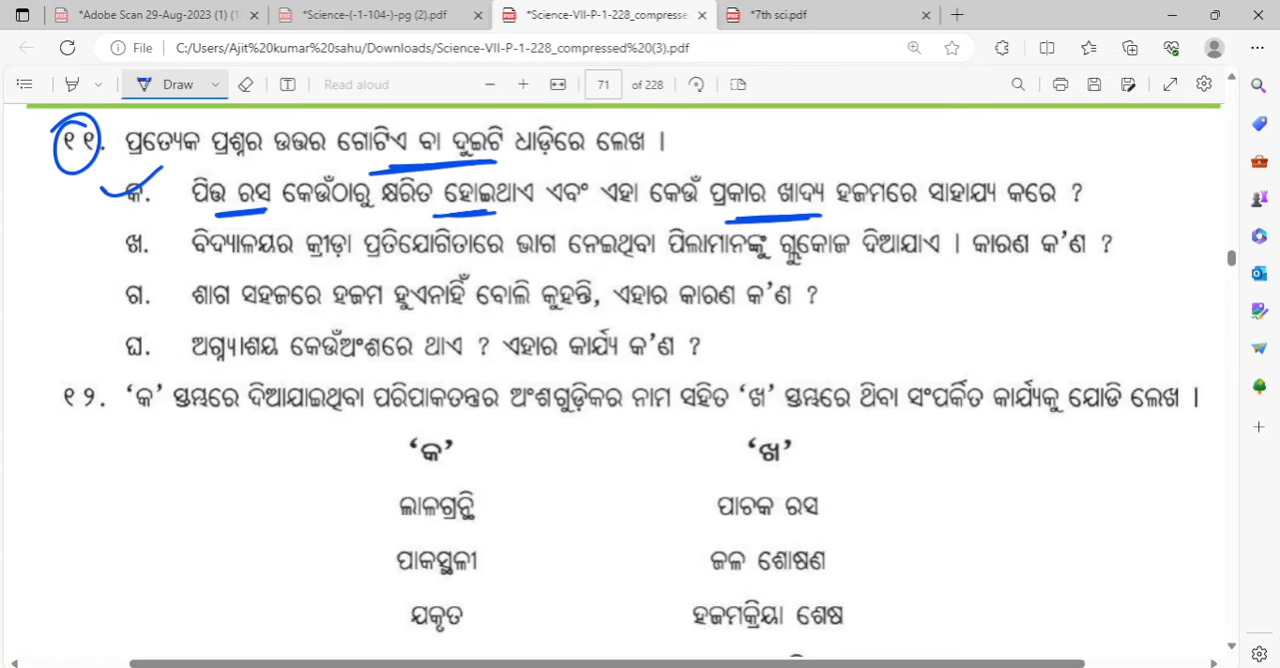 *Adobe Scan 29-Aug-2023 (1) (1
*Science-(-1-104-)-pg (2).pdf
*Science-VII-P-1-228_compresse
*7th sci.pdf
File C:/Users/Ajit%20kumar%20sahu/Downloads/Science-VII-P-1-228_compressed%20(3).pdf
Draw Read aloud 71 of 228
୧୧. ପ୍ରତ୍ୟେକ ପ୍ରଶ୍ନର ଉତ୍ତର ଗୋଟିଏ ବା ଦୁଇଟି ଧାଡ଼ିରେ ଲେଖ ।
କ. ପିତ୍ତ ରସ କେଉଁଠାରୁ କ୍ଷରିତ ହୋଇଥାଏ ଏବଂ ଏହା କେଉଁ ପ୍ରକାର ଖାଦ୍ୟ ହଜମରେ ସାହାଯ୍ୟ କରେ ?
ଖ. ବିଦ୍ୟାଳୟର କ୍ରୀଡ଼ା ପ୍ରତିଯୋଗିତାରେ ଭାଗ ନେଇଥିବା ପିଲାମାନଙ୍କୁ ଗ୍ଲୁକୋଜ ଦିଆଯାଏ । କାରଣ କ'ଣ ?
ଗ. ଶାଗ ସହଜରେ ହଜମ ହୁଏନାହିଁ ବୋଲି କୁହନ୍ତି, ଏହାର କାରଣ କ'ଣ ?
ଘ. ଅଗ୍ନ୍ୟାଶୟ କେଉଁଅଂଶରେ ଥାଏ ? ଏହାର କାର୍ଯ୍ୟ କ'ଣ ?
୧୨. 'କ' ସ୍ତମ୍ଭରେ ଦିଆଯାଇଥିବା ପରିପାକତନ୍ତ୍ରର ଅଂଶଗୁଡ଼ିକର ନାମ ସହିତ 'ଖ' ସ୍ତମ୍ଭରେ ଥିବା ସଂପର୍କିତ କାର୍ଯ୍ୟକୁ ଯୋଡି ଲେଖ ।
'କ' 'ଖ'
ଲାଳଗ୍ରନ୍ଥି ପାଚକ ରସ
ପାକସ୍ଥଳୀ ଜଳ ଶୋଷଣ
ଯକୃତ ହଜମକ୍ରିୟା ଶେଷ